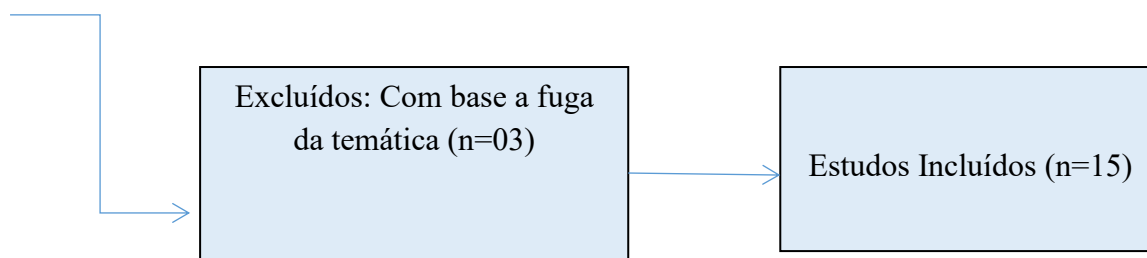 Excluídos: Com base a fuga
da temática (n=03)
Estudos Incluídos (n=15)